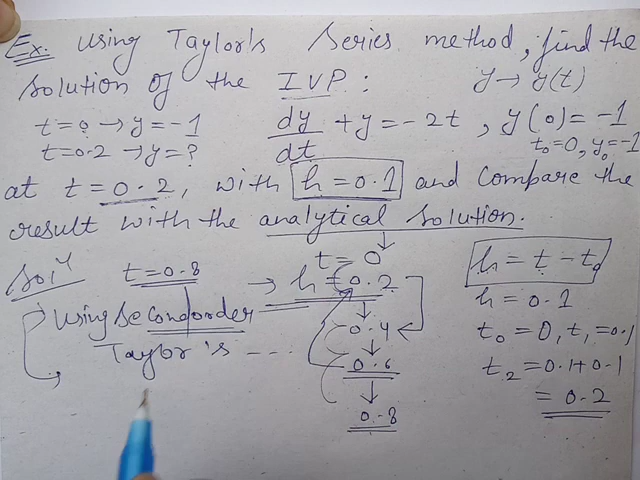 Ex. Using Taylor's Series method, find the
solution of the IVP: y → y(t)
t=0 → y=-1 dy/dt + y = -2t, y(0) = -1
t=0.2 → y=? t₀=0, y₀=-1
at t=0.2, with h=0.1 and compare the
result with the analytical solution.
Solⁿ t=0.8 t=0 h=t-t₀
→ h=0.2 h=0.1
Using Second order 0.4 t₀=0, t₁=0.1
Taylor's --- 0.6 t₂=0.1+0.1
0.8 =0.2